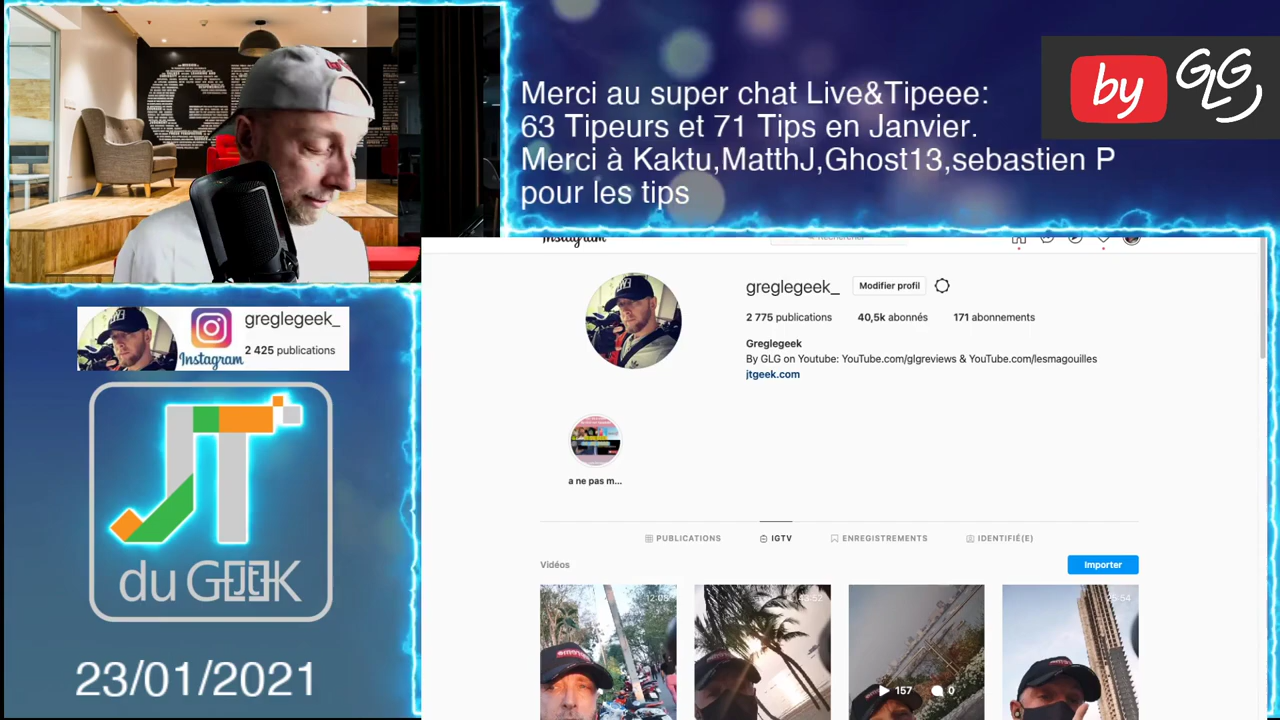 Merci au super chat Live&Tipeee:
63 Tipeurs et 71 Tips en Janvier.
Merci à Kaktu,MatthJ,Ghost13,sebastien P
pour les tips
by GLG
Instagram
Rechercher
greglegeek_
Modifier profil
2 775 publications 40,5k abonnés 171 abonnements
Greglegeek
By GLG on Youtube: YouTube.com/glgreviews & YouTube.com/lesmagouilles
jtgeek.com
a ne pas m...
PUBLICATIONS IGTV ENREGISTREMENTS IDENTIFIÉ(E)
Vidéos
Importer
157 0
greglegeek_
Instagram 2 425 publications
JT
du GEEK
23/01/2021